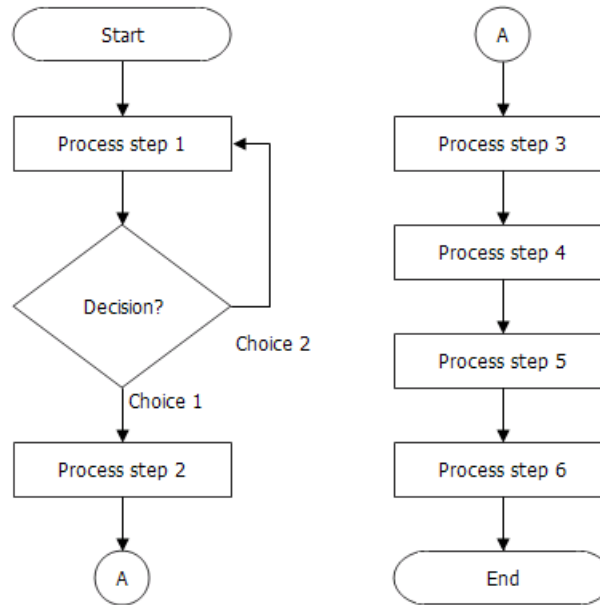 Start
Process step 1
Decision?
Choice 2
Choice 1
Process step 2
A
A
Process step 3
Process step 4
Process step 5
Process step 6
End